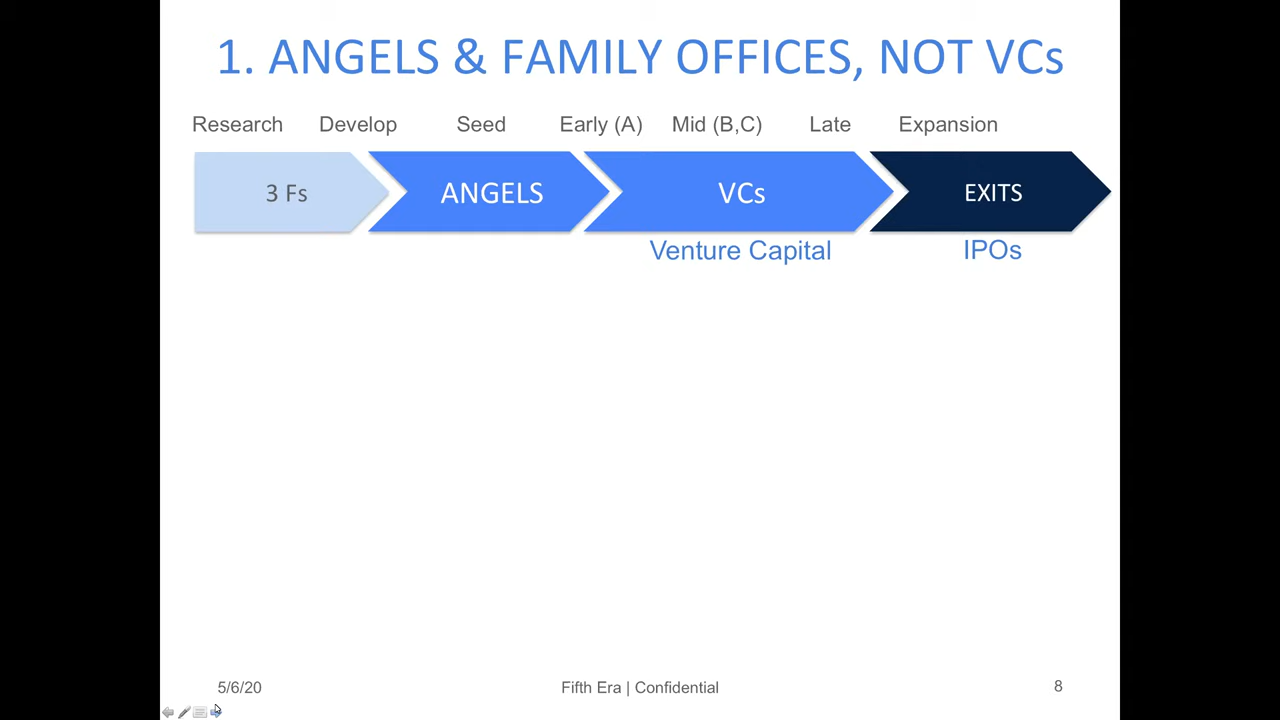 1. ANGELS & FAMILY OFFICES, NOT VCs
Research Develop Seed Early (A) Mid (B,C) Late Expansion
3 Fs ANGELS VCs EXITS
Venture Capital IPOs
5/6/20 Fifth Era | Confidential 8